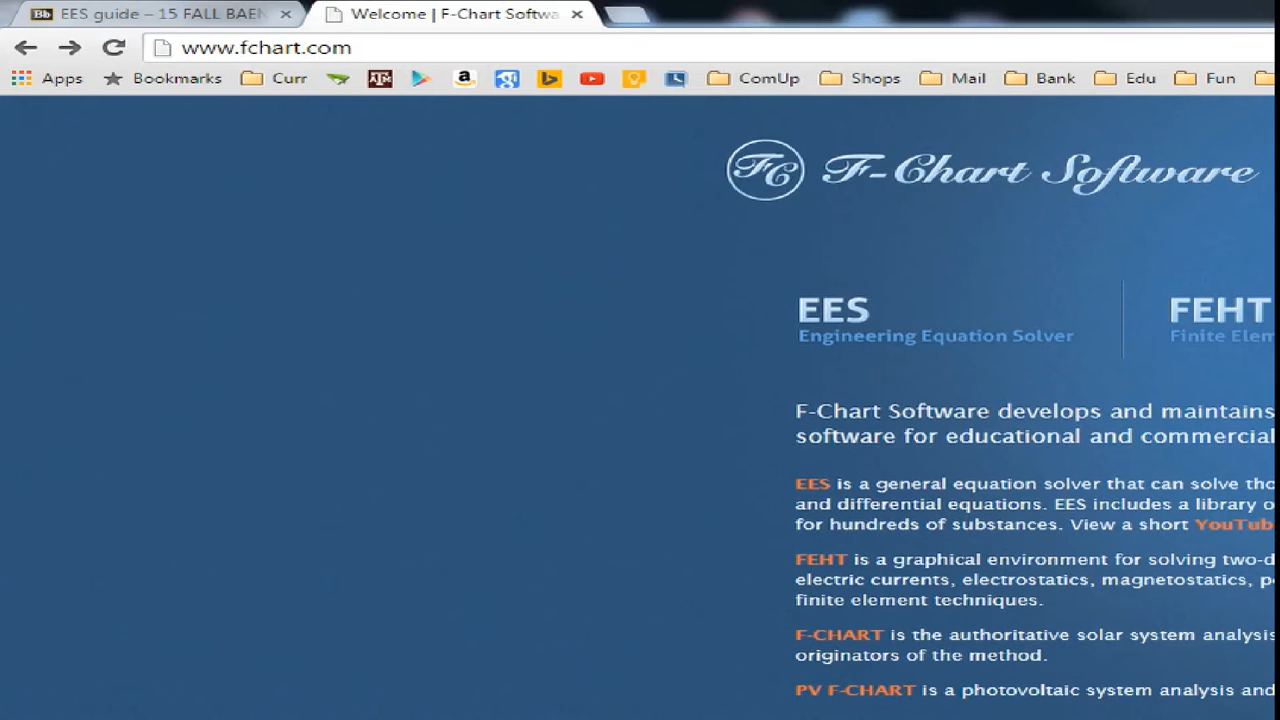 EES guide – 15 FALL BAEN
Welcome | F-Chart Softwa
www.fchart.com
Apps Bookmarks Curr ComUp Shops Mail Bank Edu Fun
FC F-Chart Software
EES
Engineering Equation Solver
FEHT
Finite Elem
F-Chart Software develops and maintains
software for educational and commercial
EES is a general equation solver that can solve tho
and differential equations. EES includes a library o
for hundreds of substances. View a short YouTub
FEHT is a graphical environment for solving two-d
electric currents, electrostatics, magnetostatics, p
finite element techniques.
F-CHART is the authoritative solar system analysis
originators of the method.
PV F-CHART is a photovoltaic system analysis and